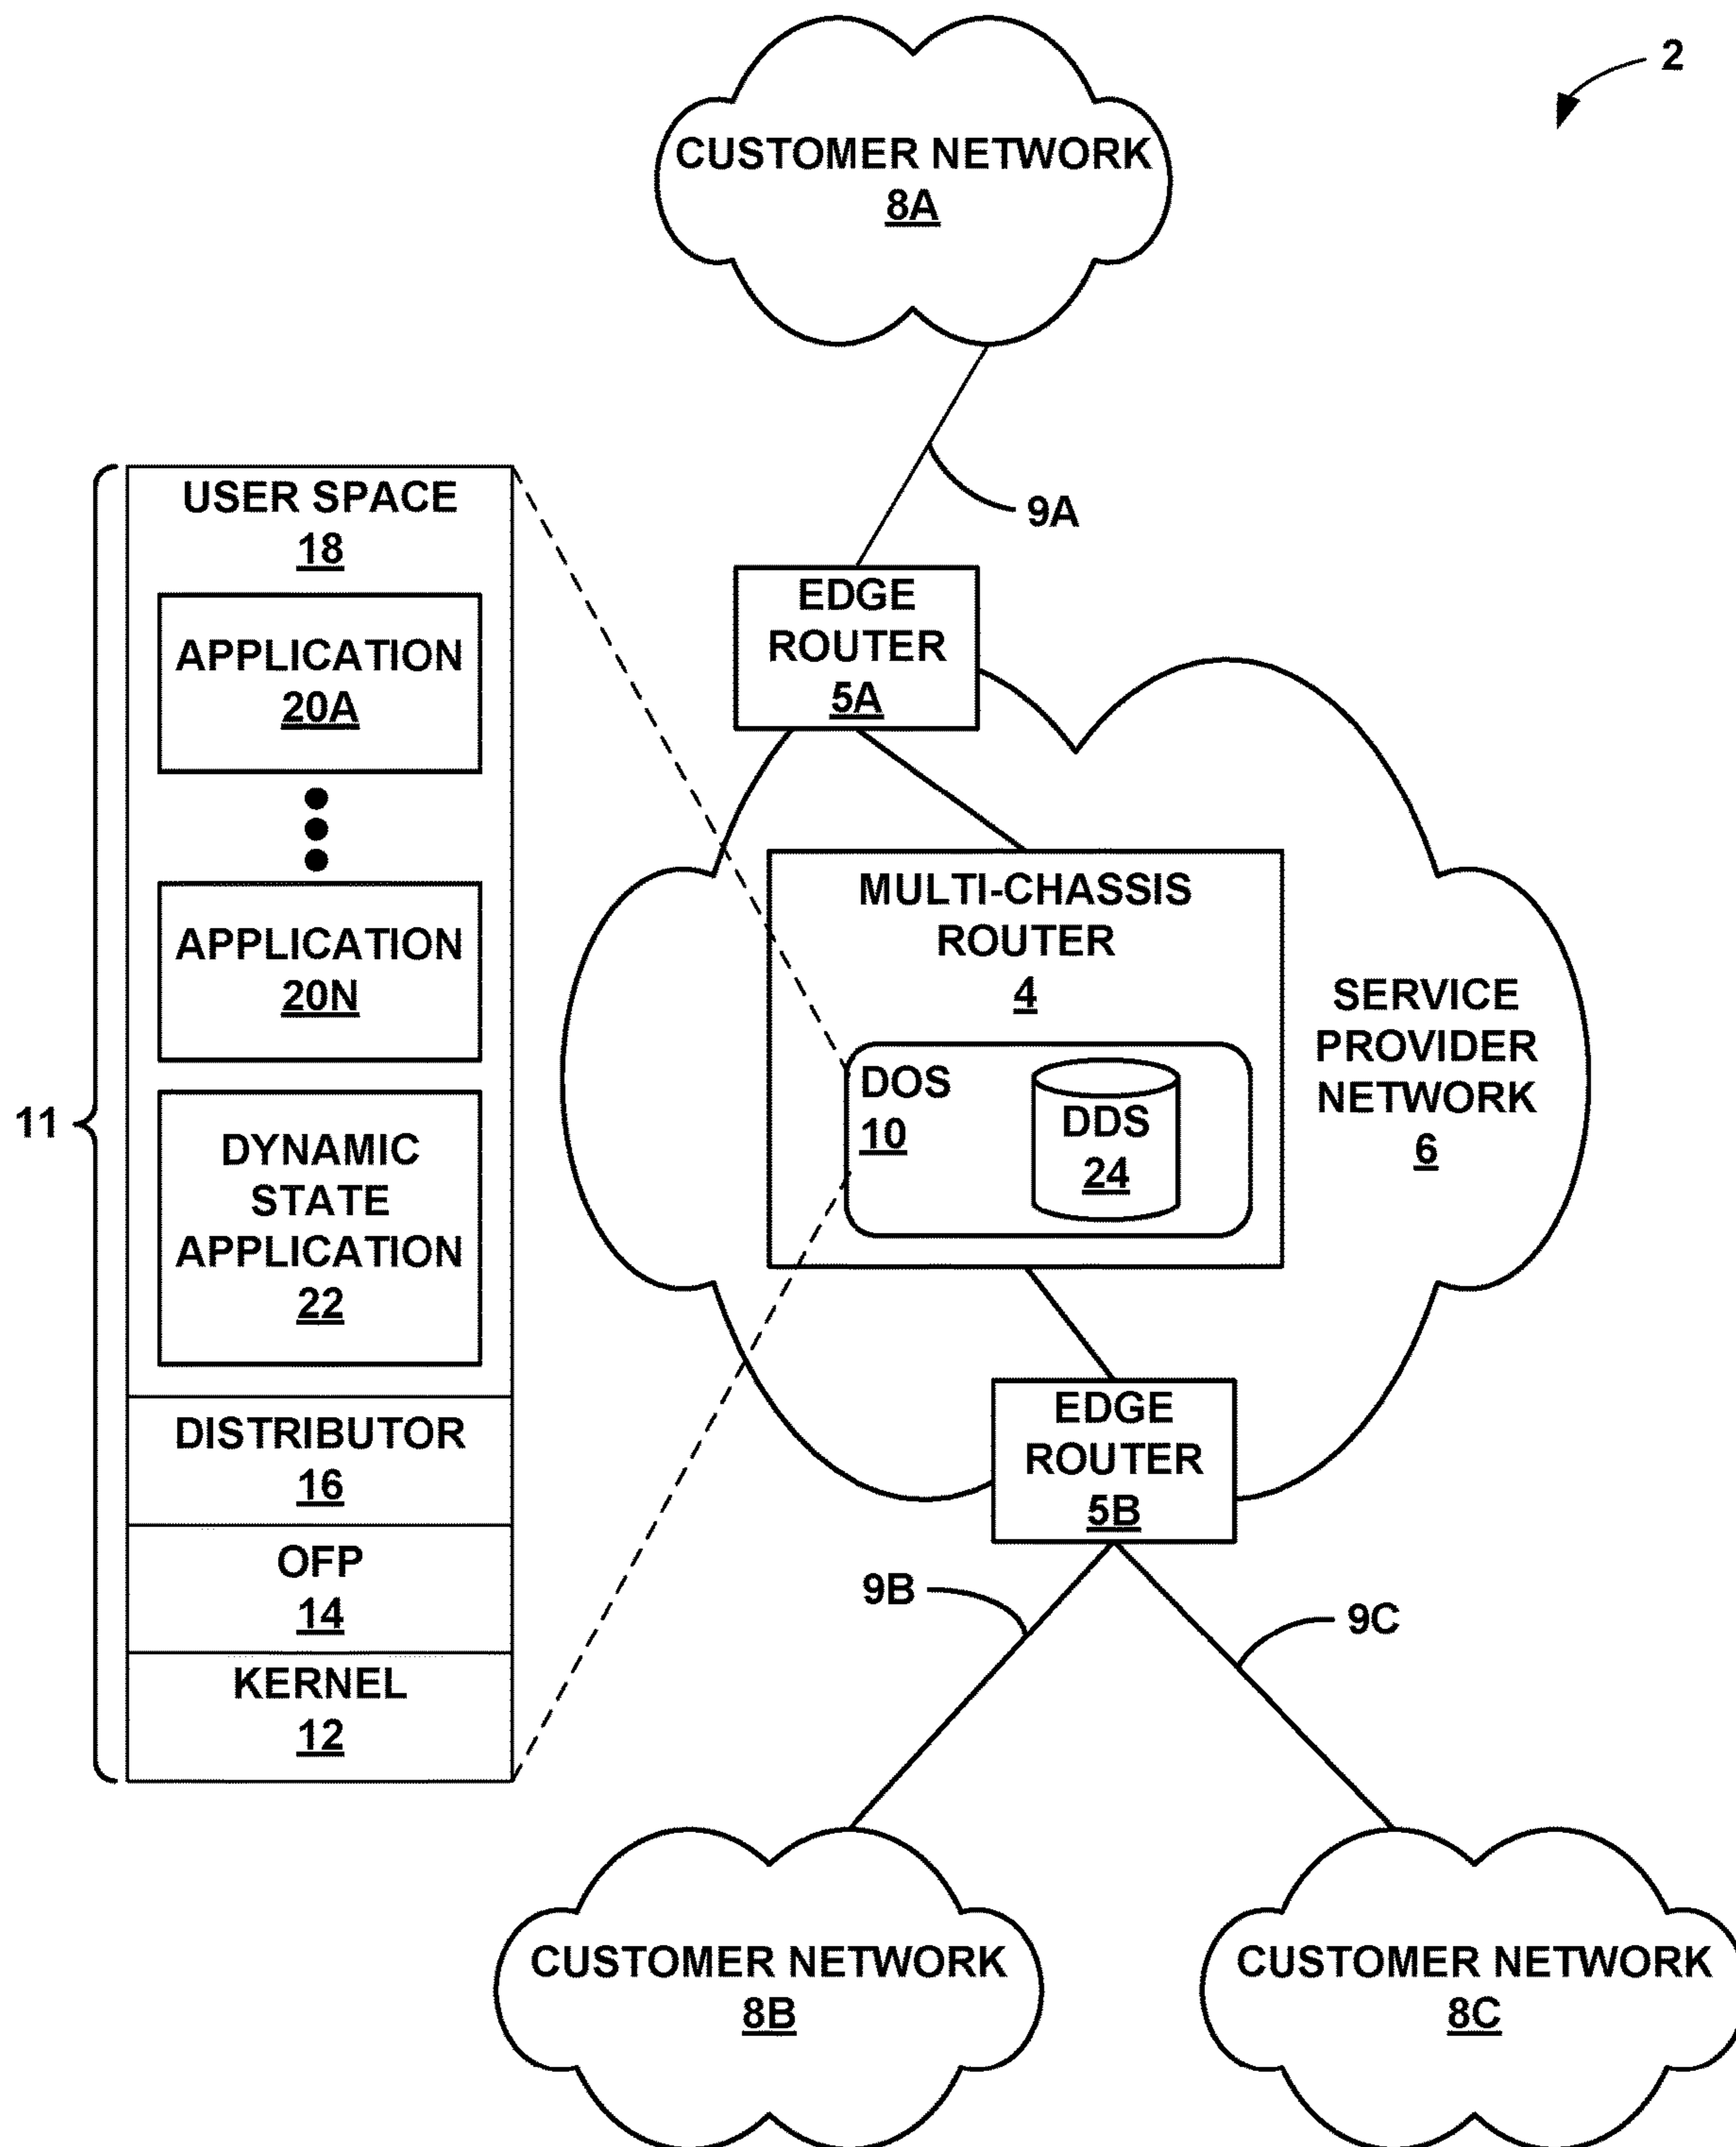 2
CUSTOMER NETWORK
8A
9A
USER SPACE
18
APPLICATION
20A
APPLICATION
20N
DYNAMIC
STATE
APPLICATION
22
DISTRIBUTOR
16
OFP
14
KERNEL
12
11
EDGE
ROUTER
5A
MULTI-CHASSIS
ROUTER
4
DOS
10
DDS
24
SERVICE
PROVIDER
NETWORK
6
EDGE
ROUTER
5B
9B
9C
CUSTOMER NETWORK
8B
CUSTOMER NETWORK
8C